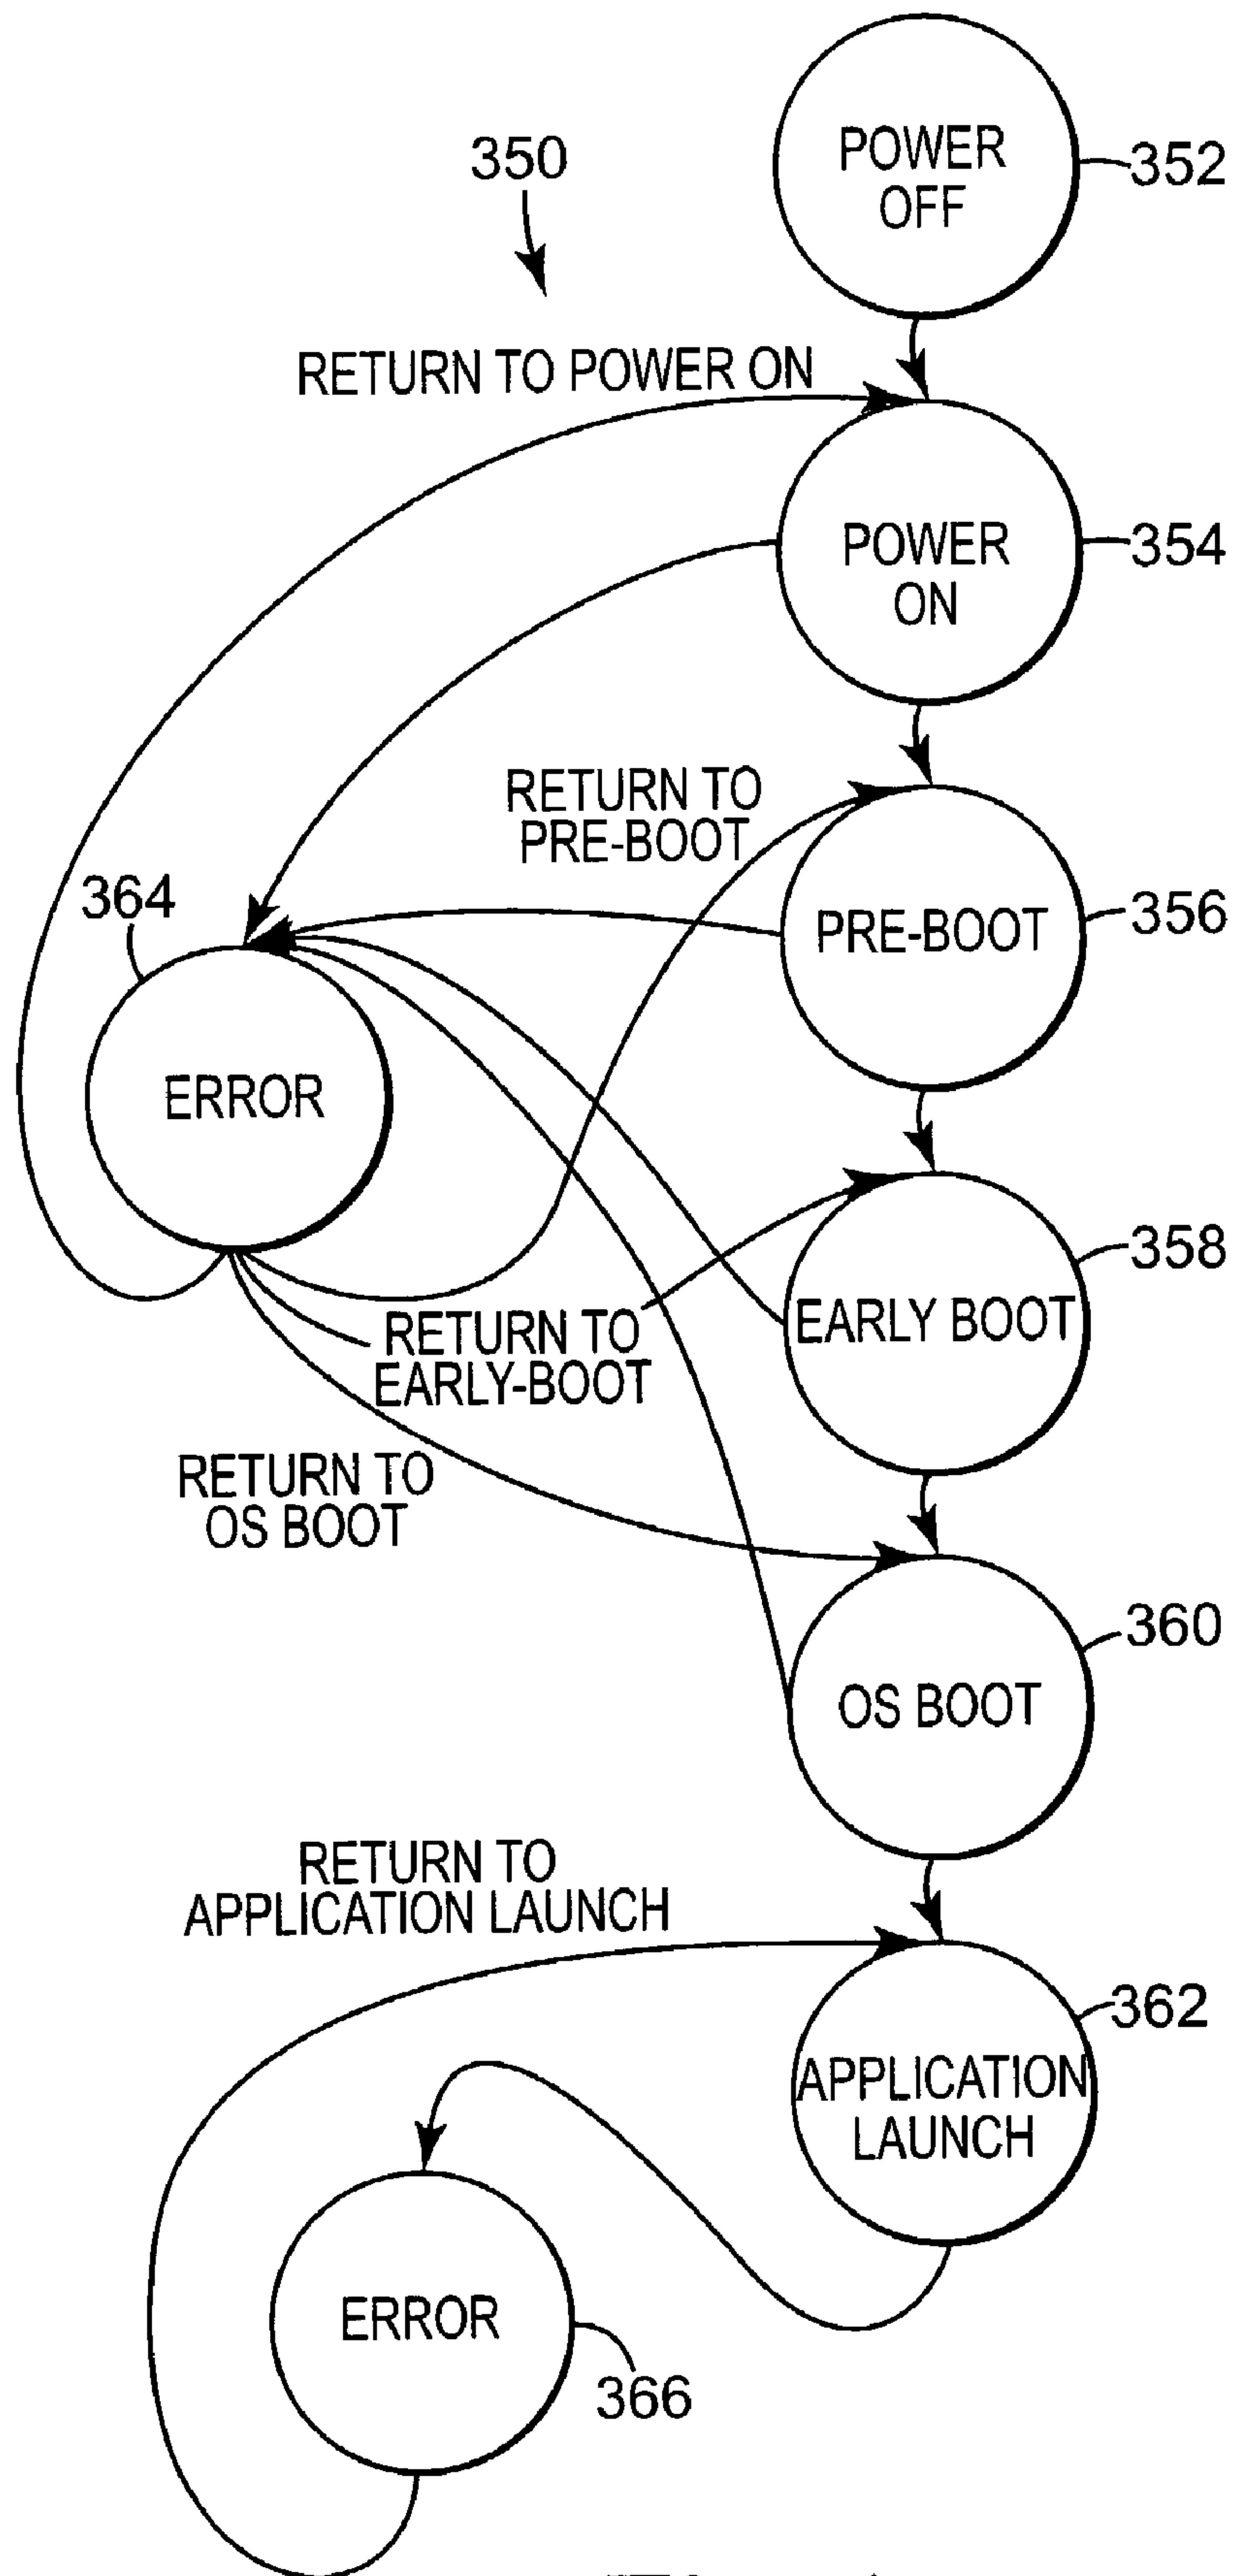 POWER
OFF
352
350
RETURN TO POWER ON
POWER
ON
354
RETURN TO
PRE-BOOT
364
PRE-BOOT
356
ERROR
358
EARLY BOOT
RETURN TO
EARLY-BOOT
RETURN TO
OS BOOT
360
OS BOOT
RETURN TO
APPLICATION LAUNCH
362
APPLICATION
LAUNCH
ERROR
366